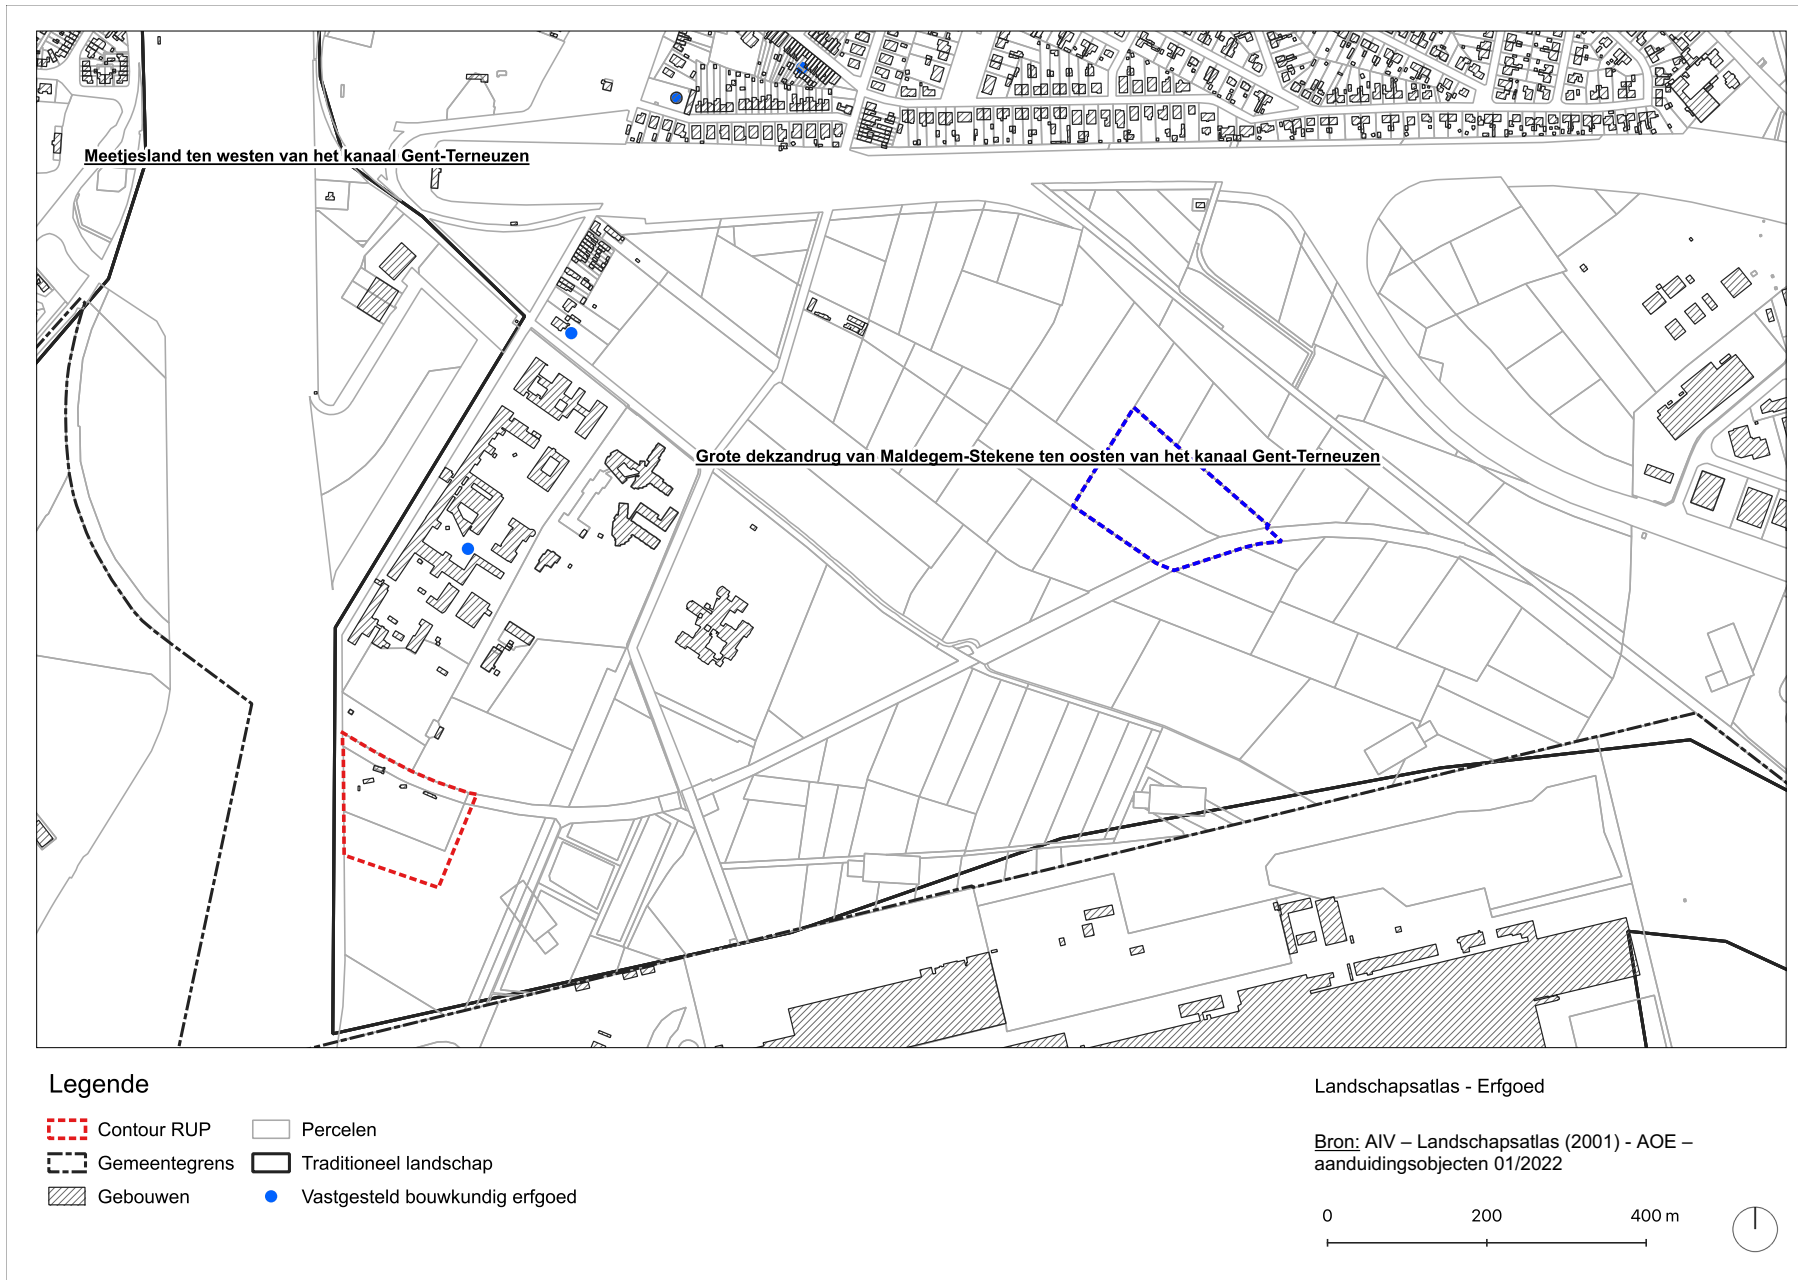 Meetjesland ten westen van het kanaal Gent-Terneuzen
Grote dekzandrug van Maldegem-Stekene ten oosten van het kanaal Gent-Terneuzen
Legende
Contour RUP
Gemeentegrens
Gebouwen
Percelen
Traditioneel landschap
Vastgesteld bouwkundig erfgoed
Landschapsatlas - Erfgoed
Bron: AIV – Landschapsatlas (2001) - AOE –
aanduidingsobjecten 01/2022
0 200 400 m